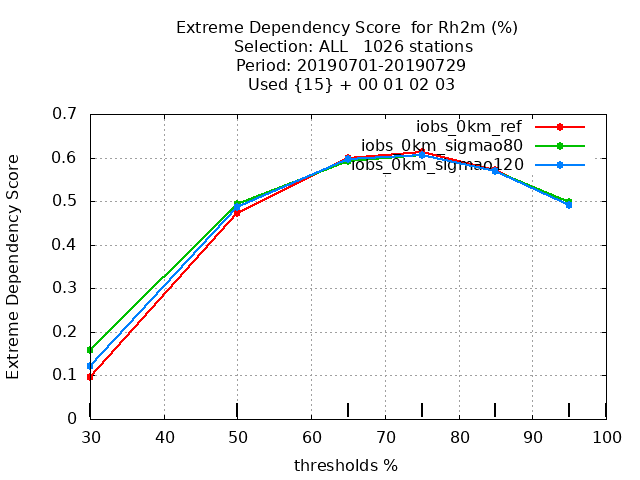 Extreme Dependency Score  for Rh2m (%)
Selection: ALL   1026 stations
Period: 20190701-20190729
Used {15} + 00 01 02 03
iobs_0km_ref
iobs_0km_sigmao80
iobs_0km_sigmao120
Extreme Dependency Score
0.7
0.6
0.5
0.4
0.3
0.2
0.1
0
30 40 50 60 70 80 90 100
thresholds %